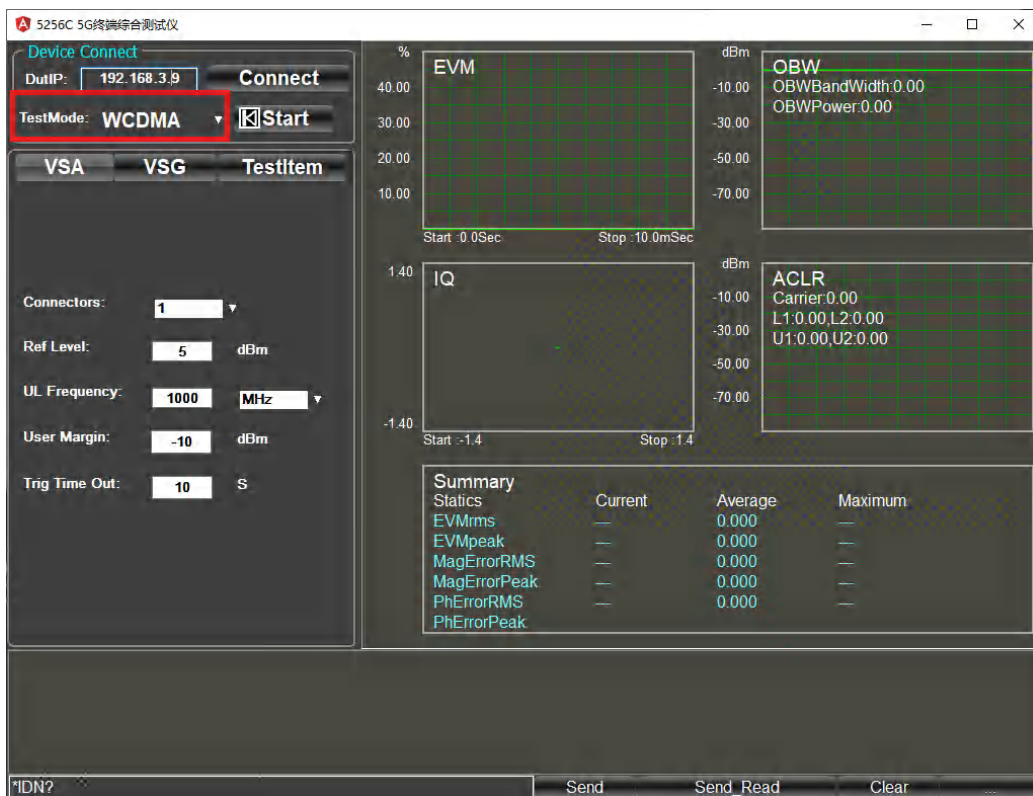 5256C 5G终端综合测试仪
Device Connect
DutIP: 192.168.3.9 Connect
TestMode: WCDMA Start
VSA VSG TestItem
Connectors: 1
Ref Level: 5 dBm
UL Frequency: 1000 MHz
User Margin: -10 dBm
Trig Time Out: 10 S
%
EVM
40.00
30.00
20.00
10.00
Start :0.0Sec Stop :10.0mSec
dBm
OBW
OBWBandWidth:0.00
OBWPower:0.00
-10.00
-30.00
-50.00
-70.00
1.40
IQ
-1.40
Start :-1.4 Stop :1.4
dBm
ACLR
Carrier:0.00
L1:0.00,L2:0.00
U1:0.00,U2:0.00
-10.00
-30.00
-50.00
-70.00
Summary
Statics Current Average Maximum
EVMrms --- 0.000 ---
EVMpeak --- 0.000 ---
MagErrorRMS --- 0.000 ---
MagErrorPeak --- 0.000 ---
PhErrorRMS --- 0.000 ---
PhErrorPeak
*IDN? Send Send_Read Clear ...